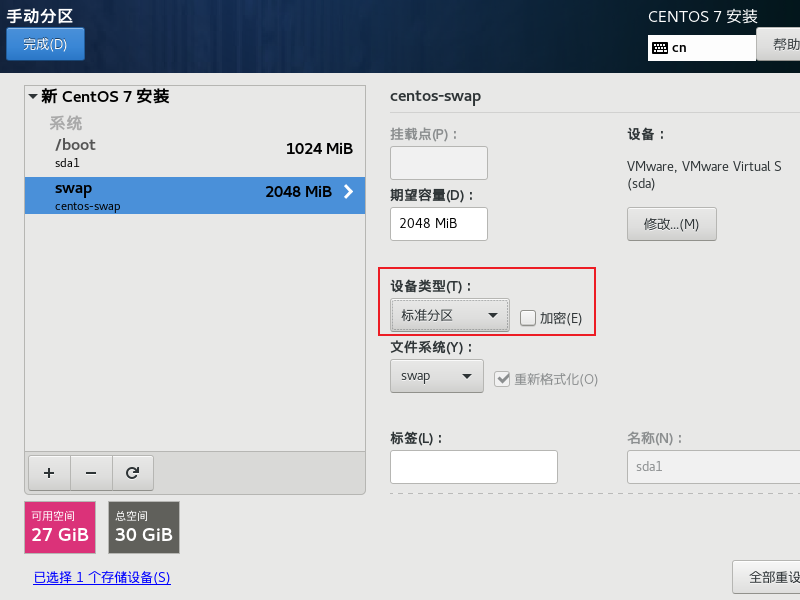 手动分区
CENTOS 7 安装
完成(D)
cn
帮助
新 CentOS 7 安装
系统
/boot
1024 MiB
sda1
swap
2048 MiB
centos-swap
centos-swap
挂载点(P)：
设备：
VMware, VMware Virtual S
(sda)
期望容量(D)：
2048 MiB
修改...(M)
设备类型(T)：
标准分区
加密(E)
文件系统(Y)：
swap
重新格式化(O)
标签(L)：
名称(N)：
sda1
可用空间
27 GiB
总空间
30 GiB
已选择 1 个存储设备(S)
全部重设